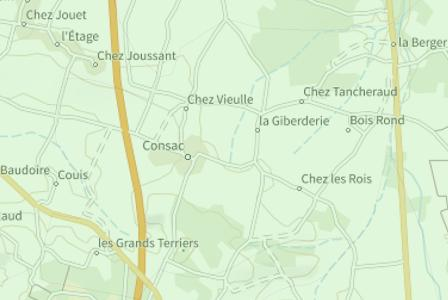 Chez Jouet
l'Étage
la Berger
Chez Joussant
Chez Tancheraud
Chez Vieulle
la Giberderie
Bois Rond
Consac
Baudoire
Couis
Chez les Rois
aud
les Grands Terriers